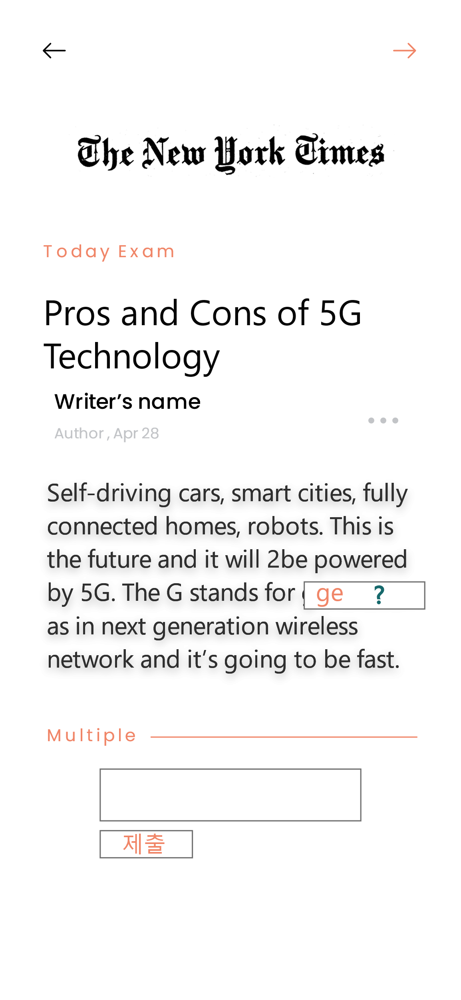 The New York Times
Today Exam
Pros and Cons of 5G
Technology
Writer’s name
Author , Apr 28
Self-driving cars, smart cities, fully
connected homes, robots. This is
the future and it will 2be powered
by 5G. The G stands for ge ?
as in next generation wireless
network and it’s going to be fast.
Multiple
제출